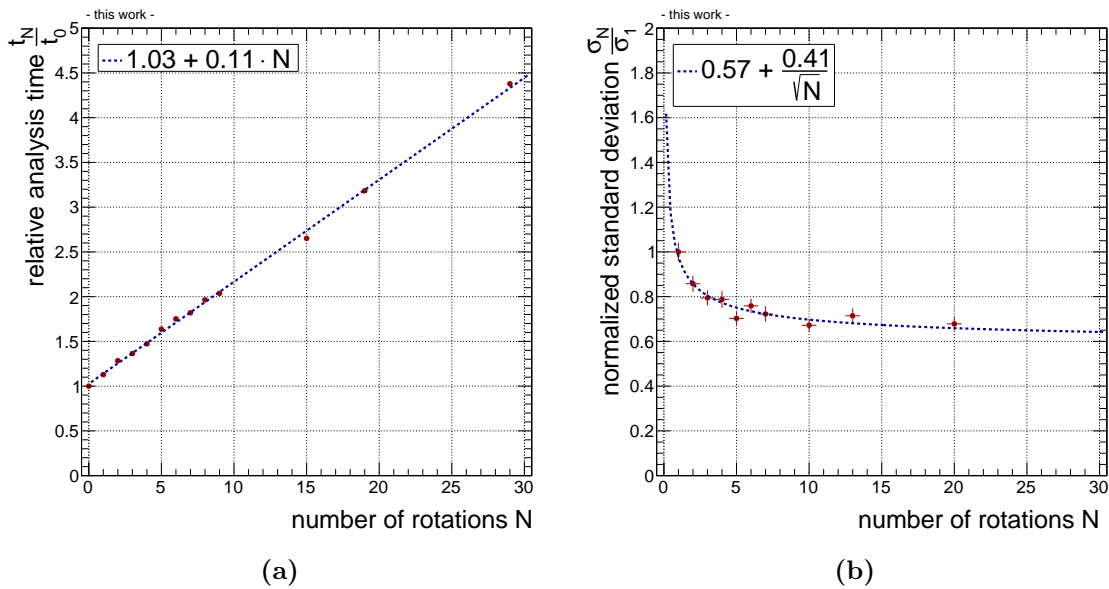 - this work -
relative analysis time t_N / t_0
1.03 + 0.11 · N
5
4.5
4
3.5
3
2.5
2
1.5
1
0.5
0
0 5 10 15 20 25 30
number of rotations N
(a)
- this work -
normalized standard deviation σ_N / σ_1
0.57 + 0.41 / √N
2
1.8
1.6
1.4
1.2
1
0.8
0.6
0.4
0.2
0
0 5 10 15 20 25 30
number of rotations N
(b)